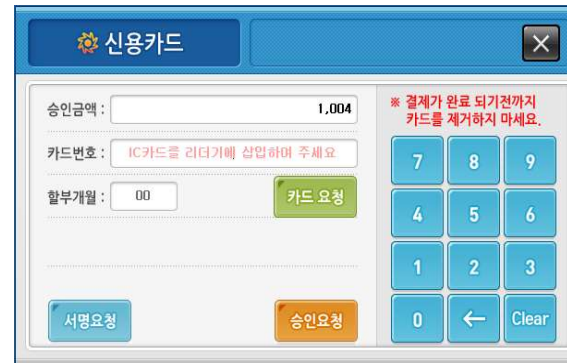 신용카드
승인금액 : 1,004
※ 결제가 완료 되기전까지
카드를 제거하지 마세요.
카드번호 : IC카드를 리더기에 삽입하여 주세요
할부개월 : 00
카드 요청
7 8 9
4 5 6
1 2 3
0 ← Clear
서명요청
승인요청